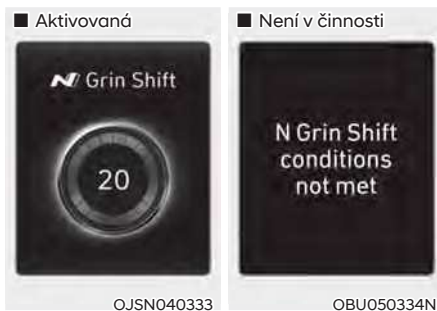 ■ Aktivovaná
N Grin Shift
20
OJSN040333
■ Není v činnosti
N Grin Shift
conditions
not met
OBU050334N